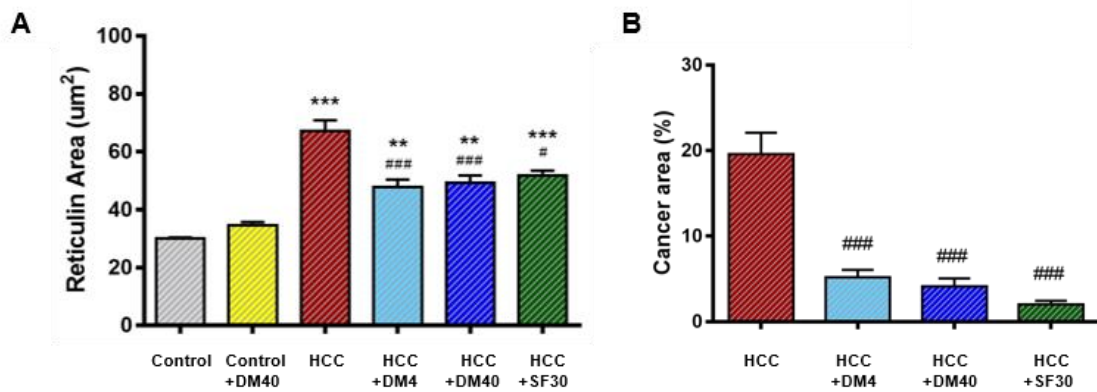 A
Reticulin Area (um²)
100
80
60
40
20
0
***
**
###
**
###
***
#
Control
Control
+DM40
HCC
HCC
+DM4
HCC
+DM40
HCC
+SF30
B
Cancer area (%)
30
20
10
0
###
###
###
HCC
HCC
+DM4
HCC
+DM40
HCC
+SF30